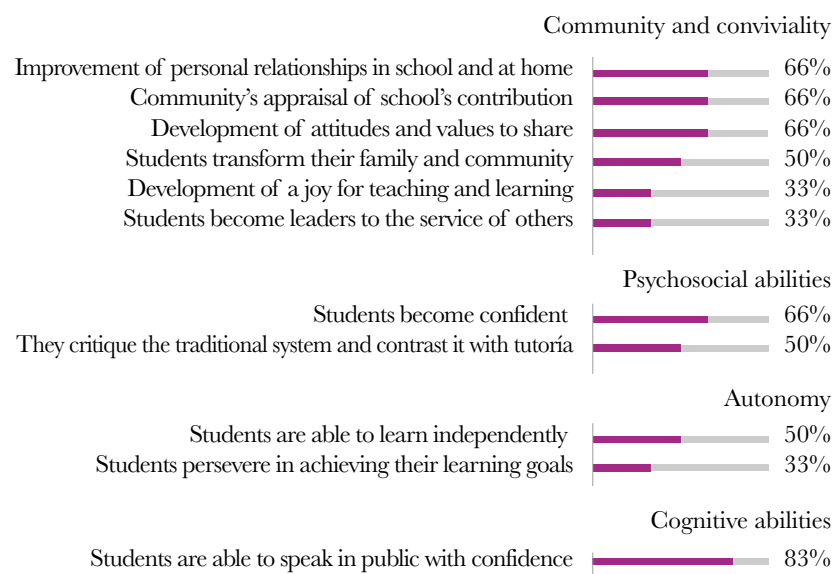 Community and conviviality
Improvement of personal relationships in school and at home 66%
Community's appraisal of school's contribution 66%
Development of attitudes and values to share 66%
Students transform their family and community 50%
Development of a joy for teaching and learning 33%
Students become leaders to the service of others 33%
Psychosocial abilities
Students become confident 66%
They critique the traditional system and contrast it with tutoría 50%
Autonomy
Students are able to learn independently 50%
Students persevere in achieving their learning goals 33%
Cognitive abilities
Students are able to speak in public with confidence 83%